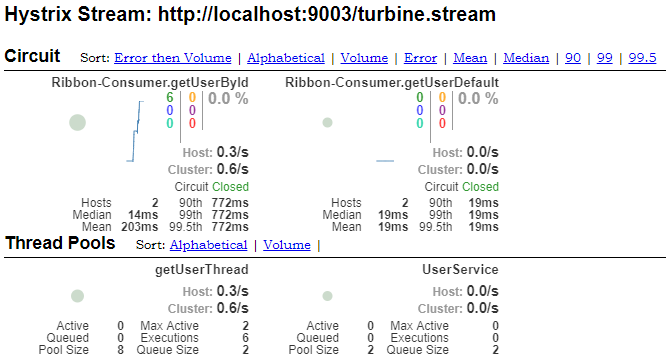 Hystrix Stream: http://localhost:9003/turbine.stream
Circuit Sort: Error then Volume | Alphabetical | Volume | Error | Mean | Median | 90 | 99 | 99.5
Ribbon-Consumer.getUserById Ribbon-Consumer.getUserDefault
6 0 0.0 % 0 0 0.0 %
0 0 0 0
0 0 0 0
Host: 0.3/s Host: 0.0/s
Cluster: 0.6/s Cluster: 0.0/s
Circuit Closed Circuit Closed
Hosts 2 90th 772ms Hosts 2 90th 19ms
Median 14ms 99th 772ms Median 19ms 99th 19ms
Mean 203ms 99.5th 772ms Mean 19ms 99.5th 19ms
Thread Pools Sort: Alphabetical | Volume |
getUserThread UserService
Host: 0.3/s Host: 0.0/s
Cluster: 0.6/s Cluster: 0.0/s
Active 0 Max Active 2 Active 0 Max Active 0
Queued 0 Executions 6 Queued 0 Executions 0
Pool Size 8 Queue Size 2 Pool Size 2 Queue Size 2